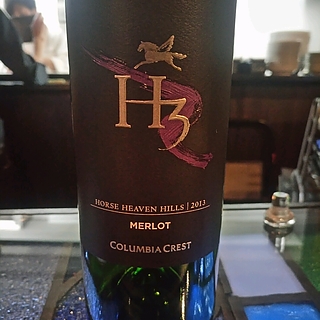 H3
HORSE HEAVEN HILLS | 2013
MERLOT
COLUMBIA CREST